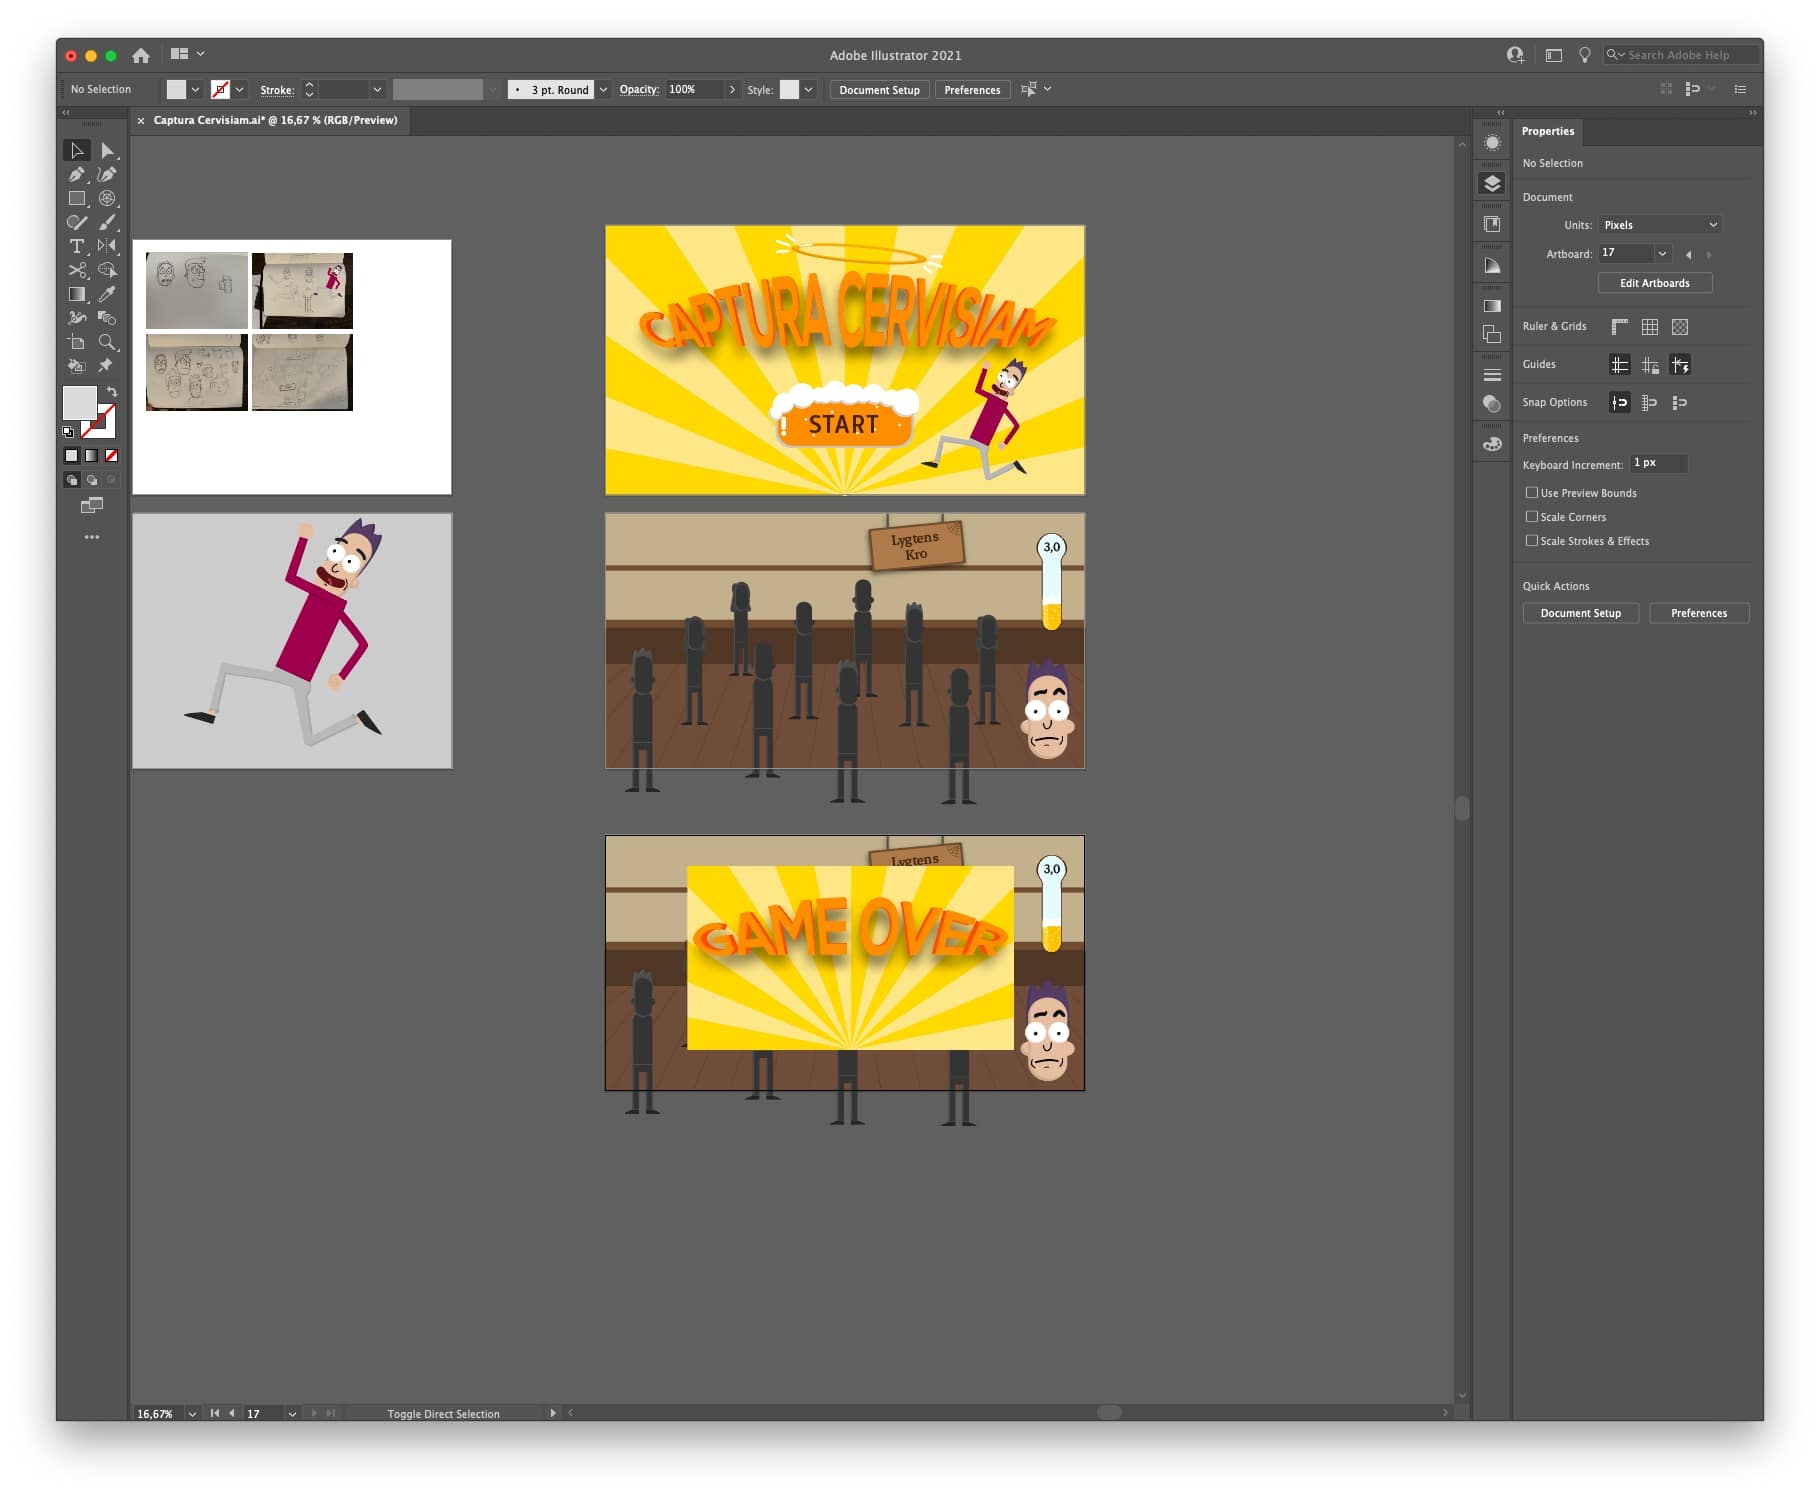 Adobe Illustrator 2021
Search Adobe Help
No Selection
Stroke:
3 pt. Round
Opacity:
100%
Style:
Document Setup
Preferences
Captura Cervisiam.ai* @ 16,67 % (RGB/Preview)
Properties
No Selection
Document
Units:
Pixels
Artboard:
17
Edit Artboards
Ruler & Grids
Guides
Snap Options
Preferences
Keyboard Increment:
1 px
Use Preview Bounds
Scale Corners
Scale Strokes & Effects
Quick Actions
Document Setup
Preferences
CAPTURA CERVISIAM
START
Lygtens
Kro
3,0
Lygtens
3,0
GAME OVER
16,67%
17
Toggle Direct Selection